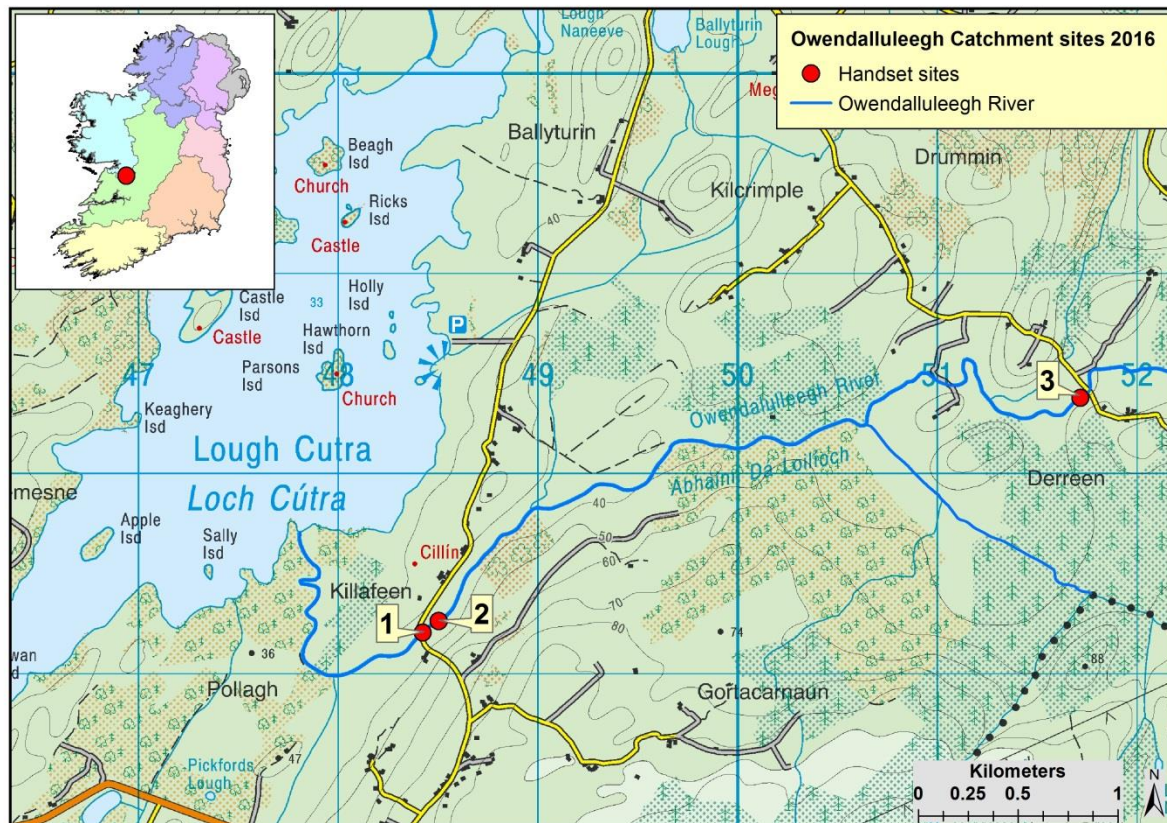 Owendalluleegh Catchment sites 2016
Handset sites
Owendalluleegh River
Lough
Naneeve
Ballyturin
Lough
Meg
Ballyturin
Drummin
Kilcrimple
Beagh
Isd
Church
Ricks
Isd
Castle
40
Castle
Isd
33
Holly
Isd
Castle
Hawthorn
Isd
P
Parsons
Isd
Church
47
48
49
50
51
52
3
Keaghery
Isd
Owendalluleegh River
Abhainn Dá Loilíoch
Lough Cutra
Loch Cútra
emesne
Derreen
Apple
Isd
Sally
Isd
40
50
60
Cillín
Killafeen
1
2
70
80
74
wan
36
88
Pollagh
Gortacarnaun
47
Pickfords
Lough
Kilometers
0 0.25 0.5 1
N